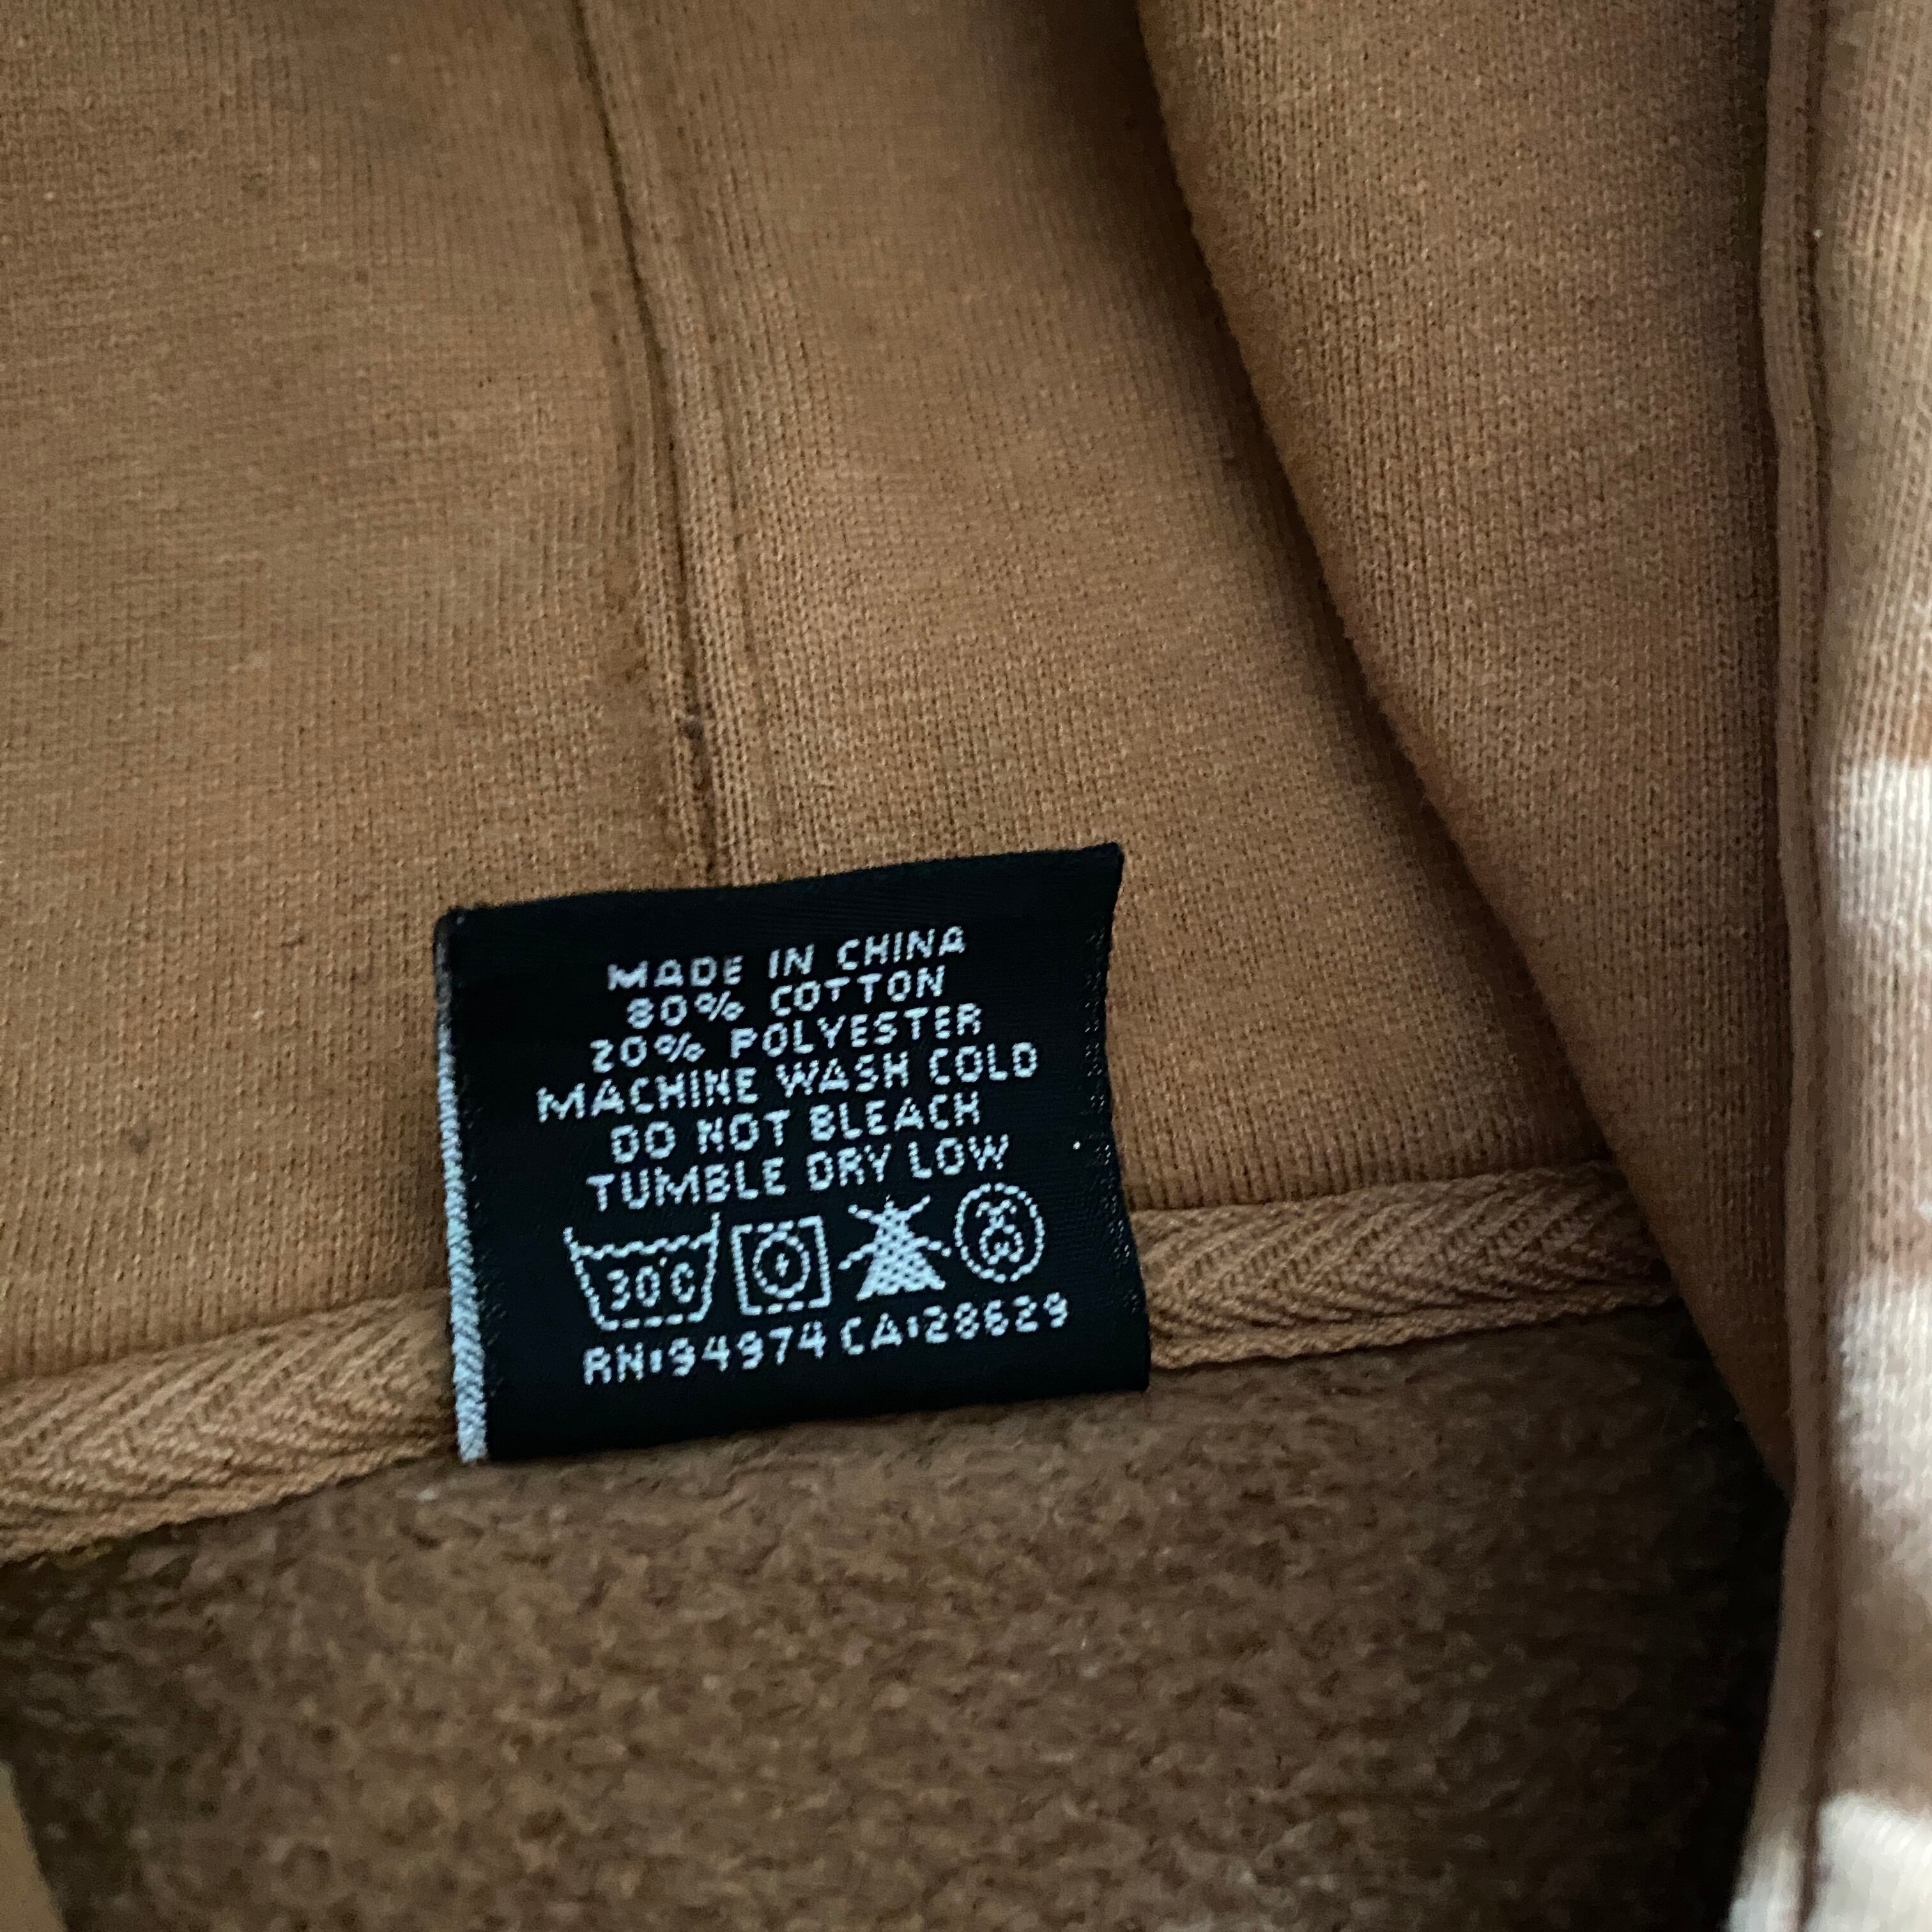 MADE IN CHINA
80% COTTON
20% POLYESTER
MACHINE WASH COLD
DO NOT BLEACH
TUMBLE DRY LOW
30°C
RN:94974 CA:28629